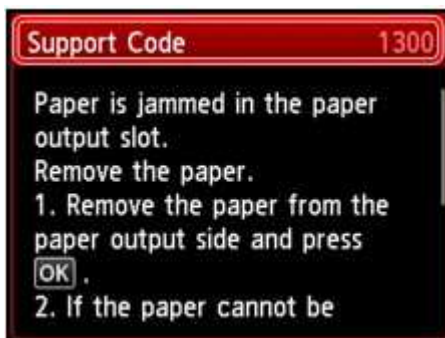 Support Code 1300
Paper is jammed in the paper
output slot.
Remove the paper.
1. Remove the paper from the
paper output side and press
OK .
2. If the paper cannot be